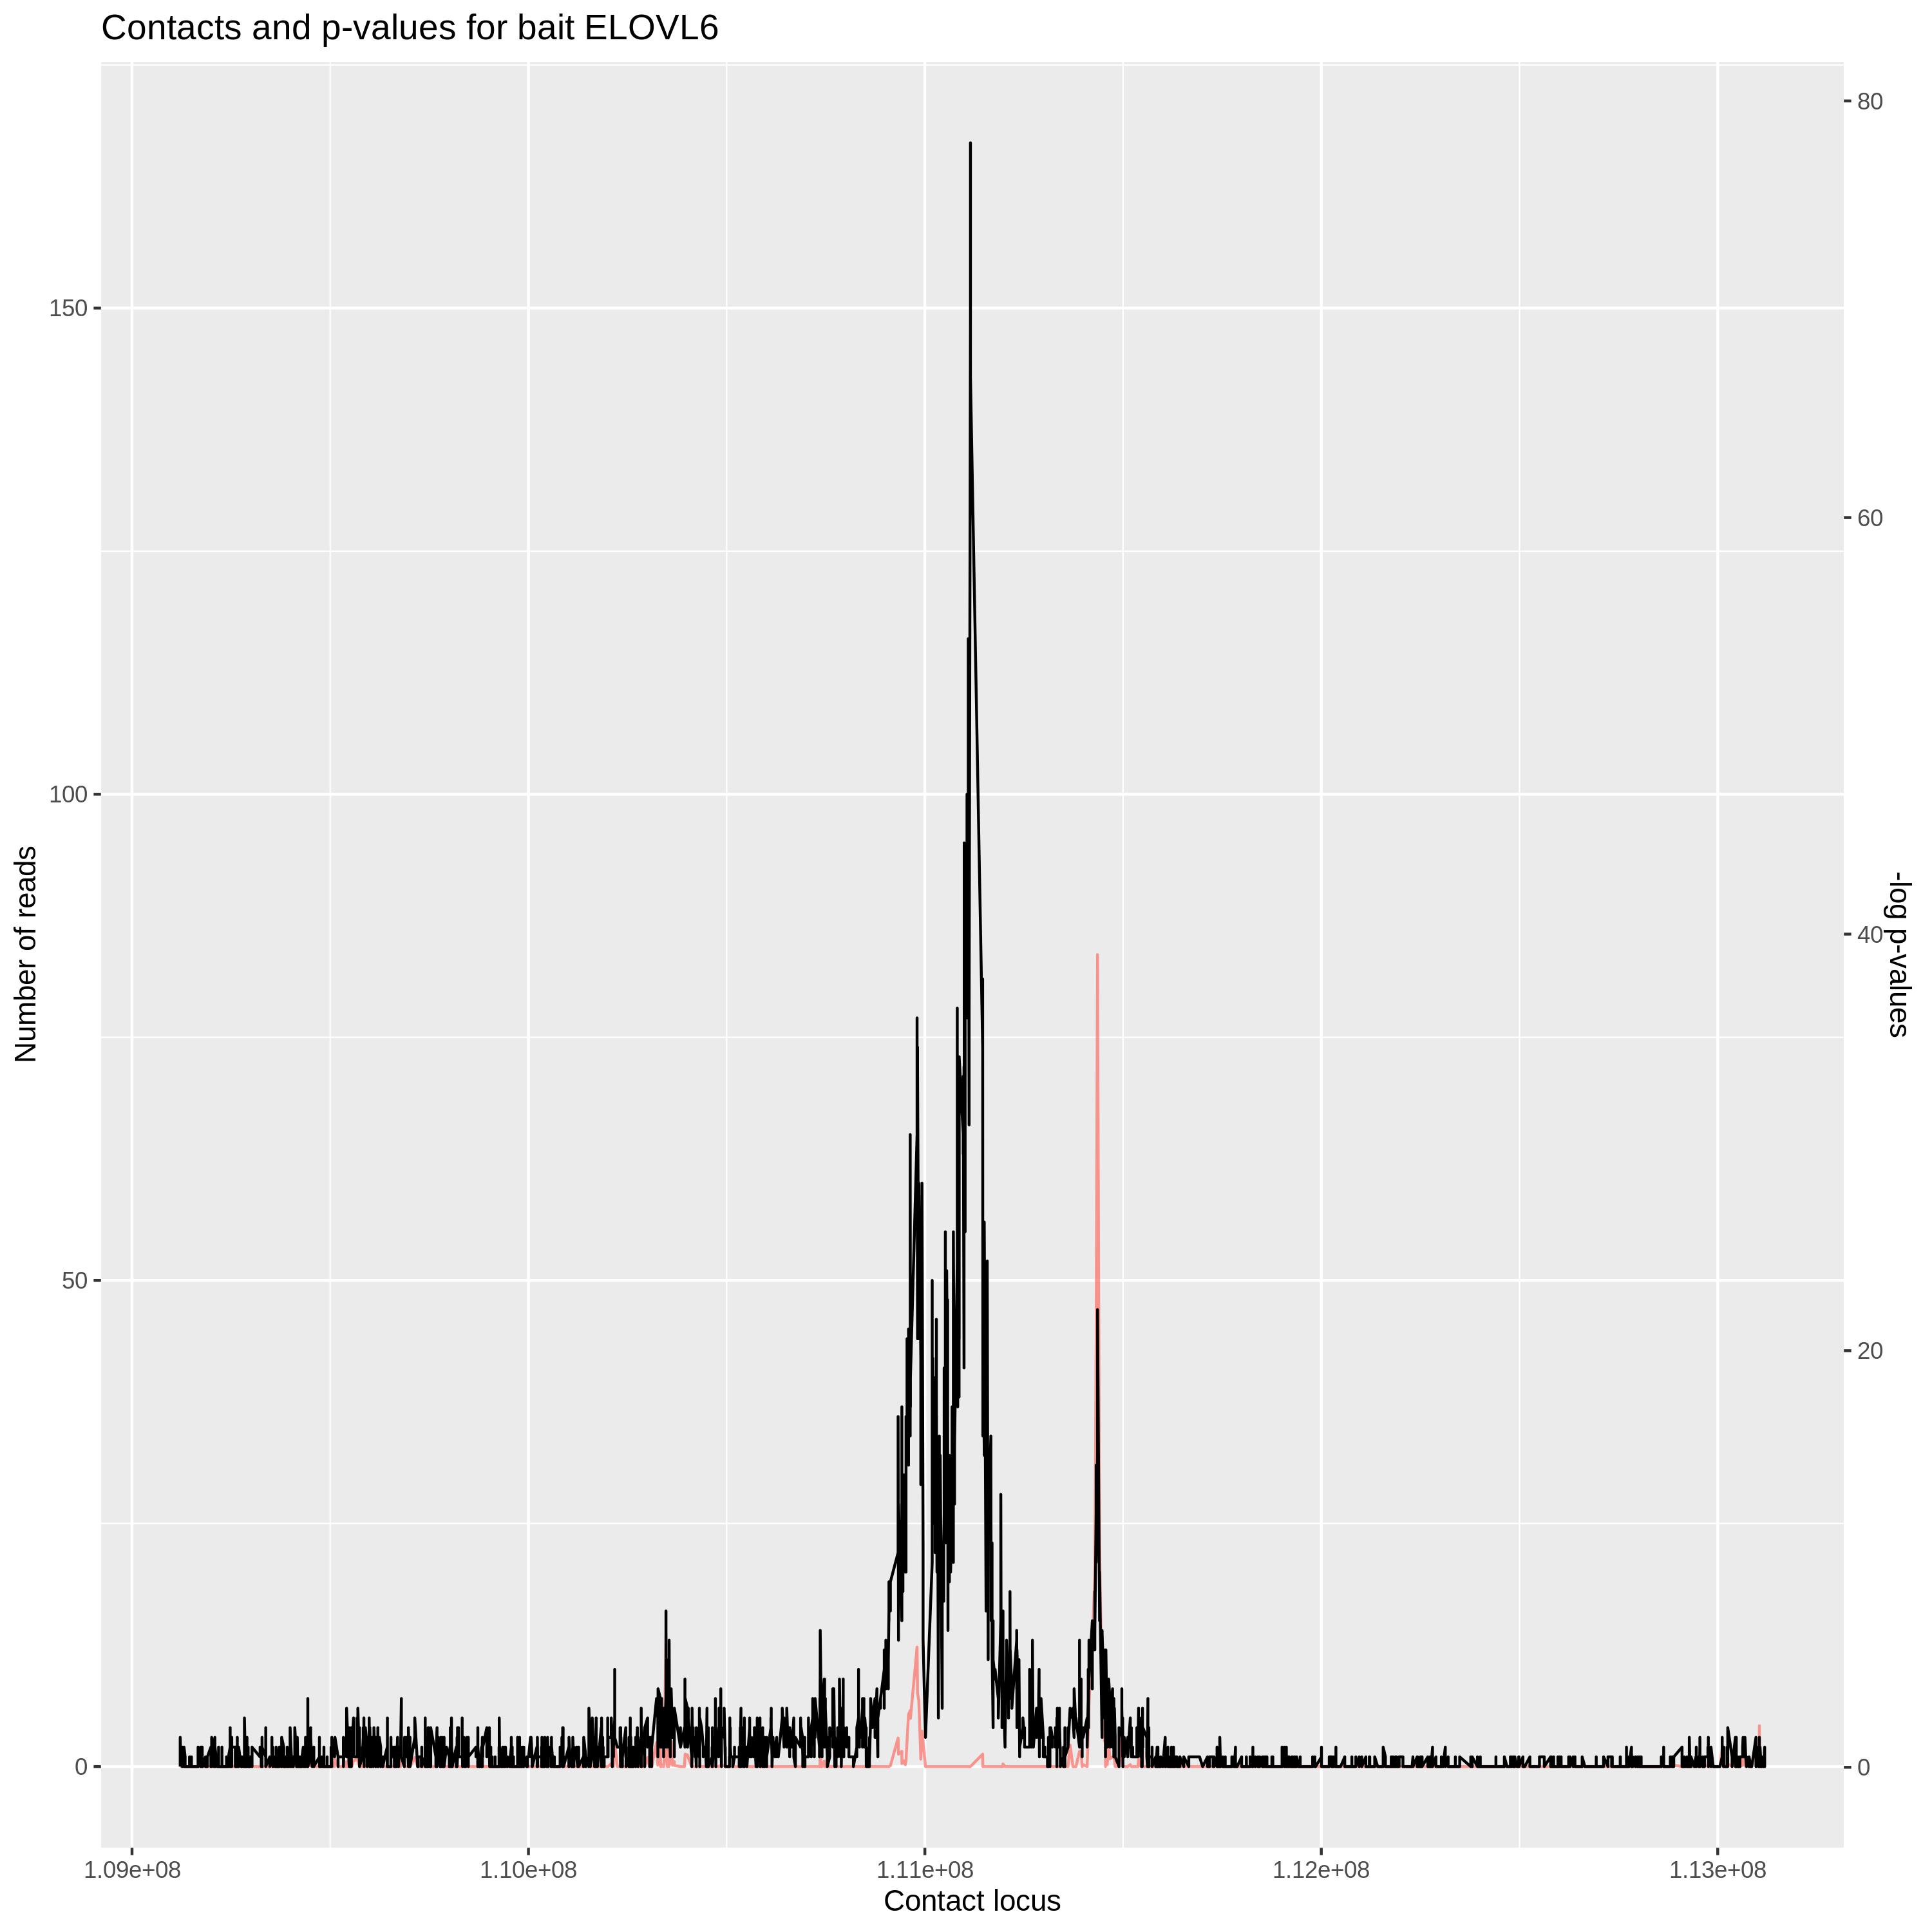 Contacts and p-values for bait ELOVL6
150
100
50
0
80
60
40
20
0
Number of reads
-log p-values
1.09e+08 1.10e+08 1.11e+08 1.12e+08 1.13e+08
Contact locus